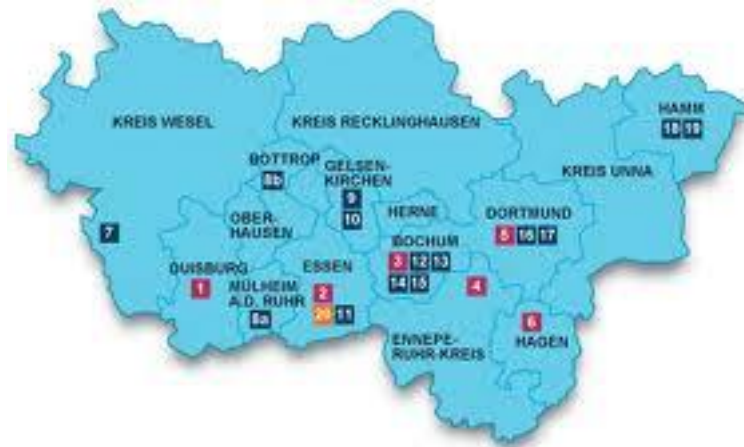 KREIS WESEL
KREIS RECKLINGHAUSEN
HAMM
18 19
BOTTROP
8b
GELSEN-
KIRCHEN
9
10
KREIS UNNA
7
OBER-
HAUSEN
HERNE
DORTMUND
5 16 17
BOCHUM
3 12 13
14 15
DUISBURG
1
MÜLHEIM
A.D. RUHR
8a
ESSEN
2
20 11
4
ENNEPE-
RUHR-KREIS
6
HAGEN